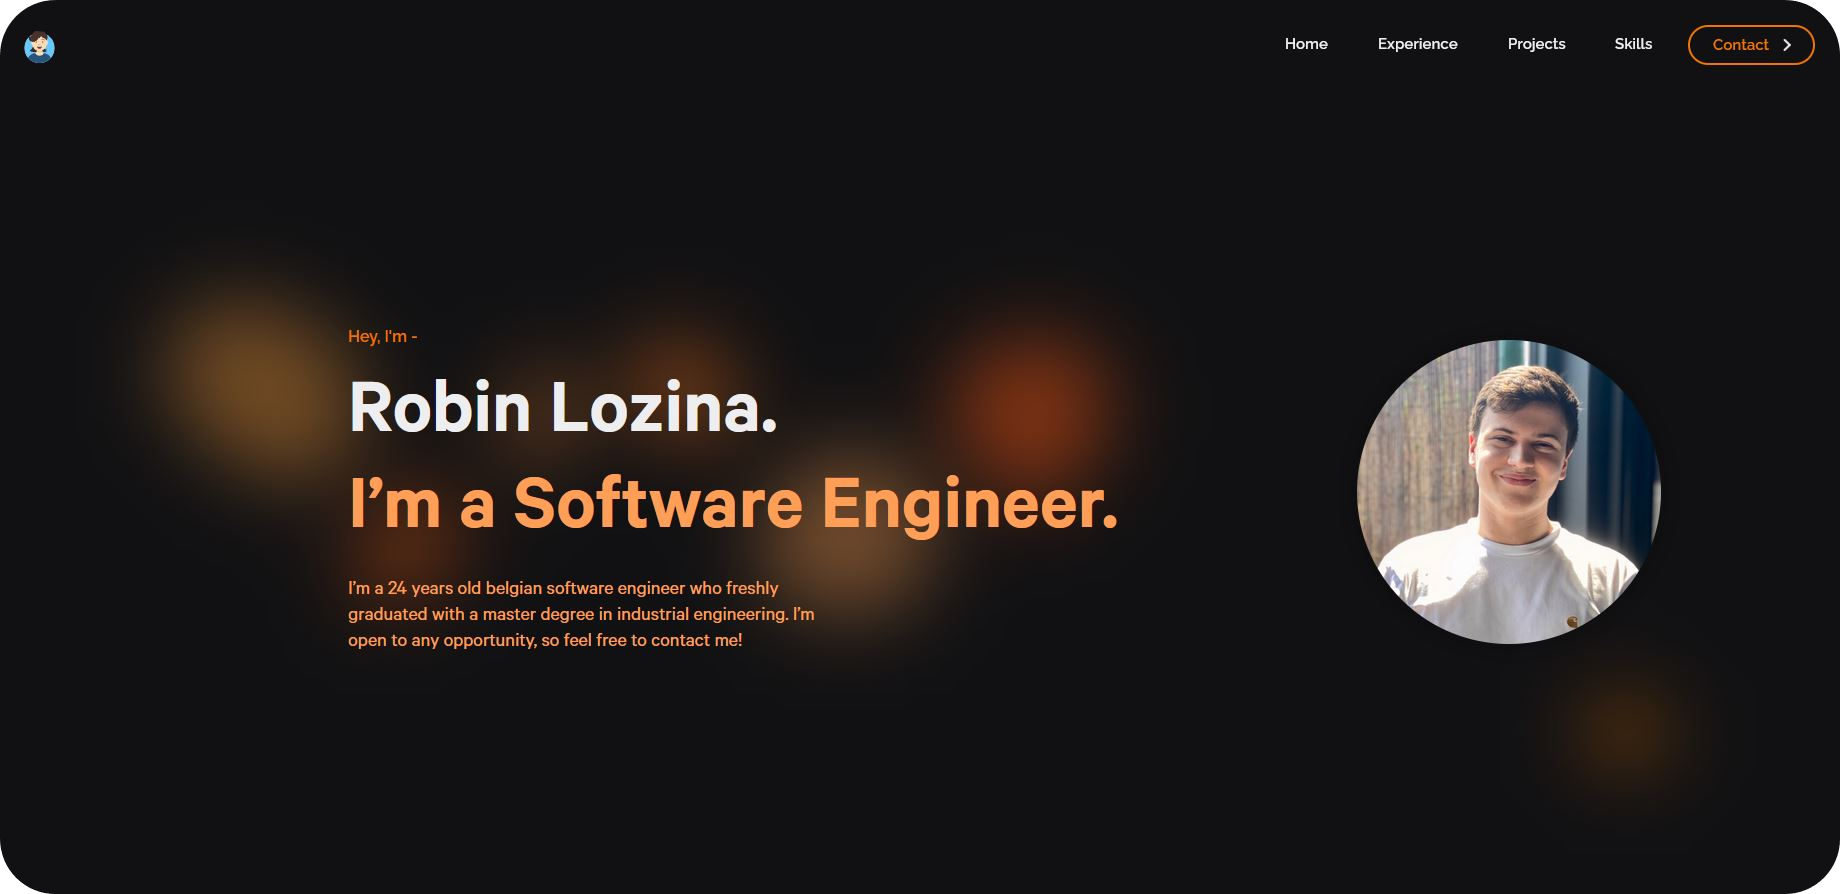 Home Experience Projects Skills Contact
Hey, I'm -
Robin Lozina.
I’m a Software Engineer.
I’m a 24 years old belgian software engineer who freshly
graduated with a master degree in industrial engineering. I’m
open to any opportunity, so feel free to contact me!